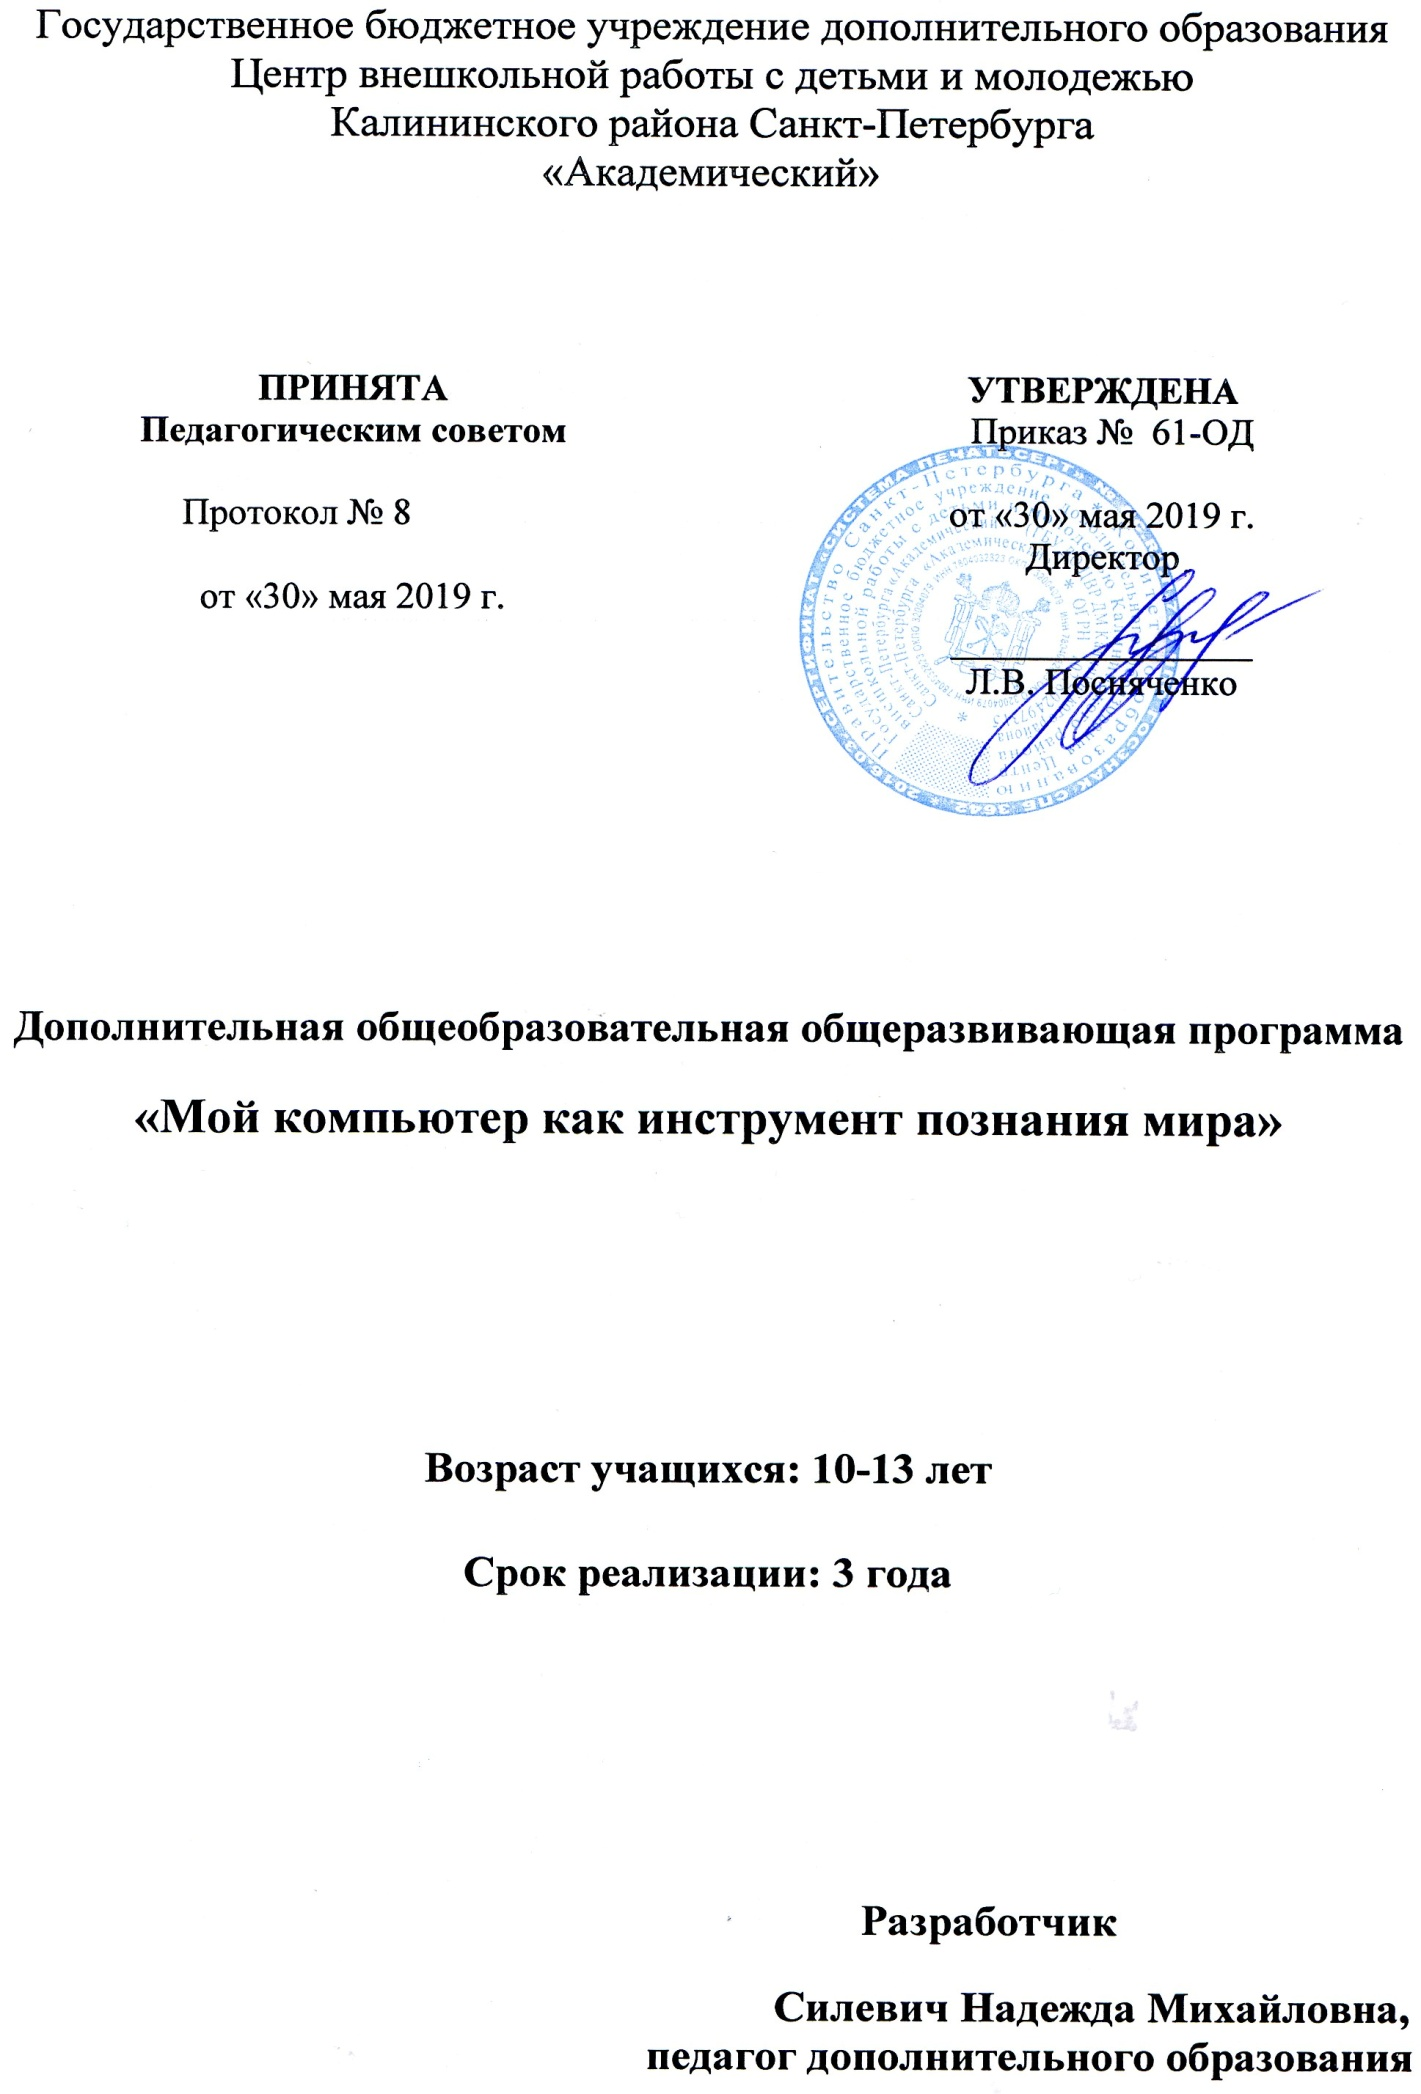 Государственное бюджетное учреждение дополнительного образования
Центр внешкольной работы с детьми и молодежью
Калининского района Санкт-Петербурга
«Академический»
ПРИНЯТА
Педагогическим советом
Протокол № 8
от «30» мая 2019 г.
УТВЕРЖДЕНА
Приказ № 61-ОД
от «30» мая 2019 г.
Директор
Л.В. Посняченко
Дополнительная общеобразовательная общеразвивающая программа
«Мой компьютер как инструмент познания мира»
Возраст учащихся: 10-13 лет
Срок реализации: 3 года
Разработчик
Силевич Надежда Михайловна,
педагог дополнительного образования